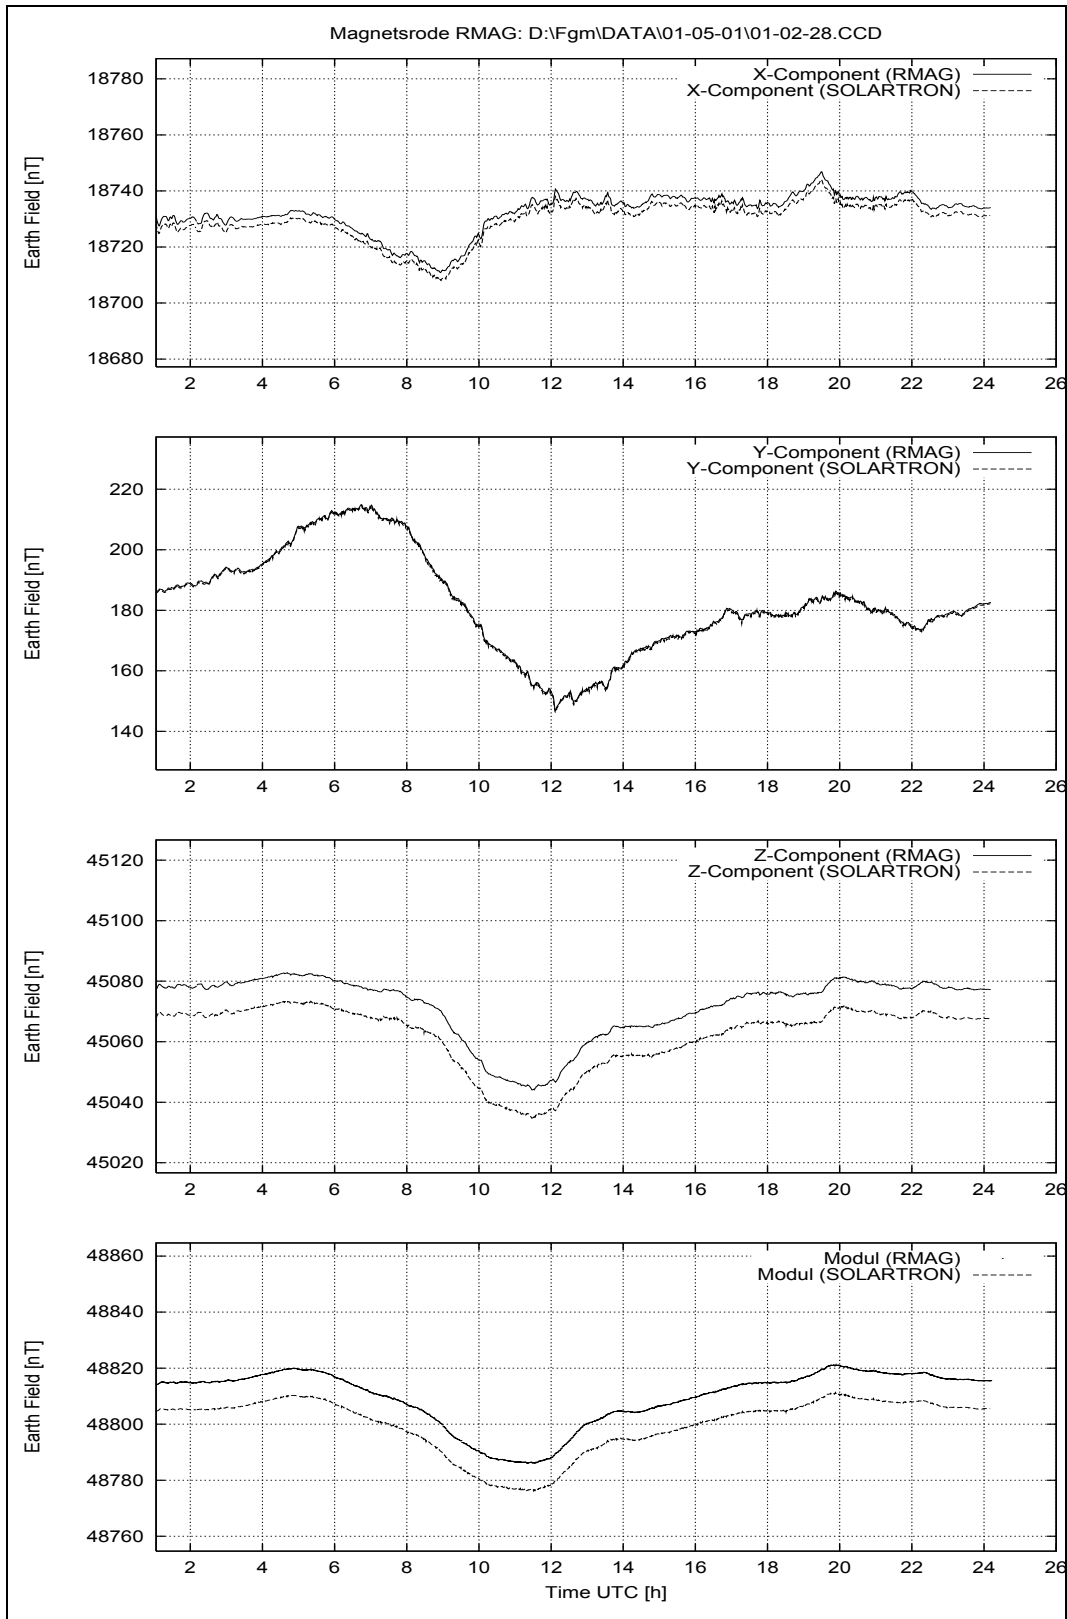 Magnetsrode RMAG: D:\Fgm\DATA\01-05-01\01-02-28.CCD
Earth Field [nT]
18780
18760
18740
18720
18700
18680
X-Component (RMAG)
X-Component (SOLARTRON)
2 4 6 8 10 12 14 16 18 20 22 24 26
Earth Field [nT]
220
200
180
160
140
Y-Component (RMAG)
Y-Component (SOLARTRON)
2 4 6 8 10 12 14 16 18 20 22 24 26
Earth Field [nT]
45120
45100
45080
45060
45040
45020
Z-Component (RMAG)
Z-Component (SOLARTRON)
2 4 6 8 10 12 14 16 18 20 22 24 26
Earth Field [nT]
48860
48840
48820
48800
48780
48760
Modul (RMAG)
Modul (SOLARTRON)
2 4 6 8 10 12 14 16 18 20 22 24 26
Time UTC [h]